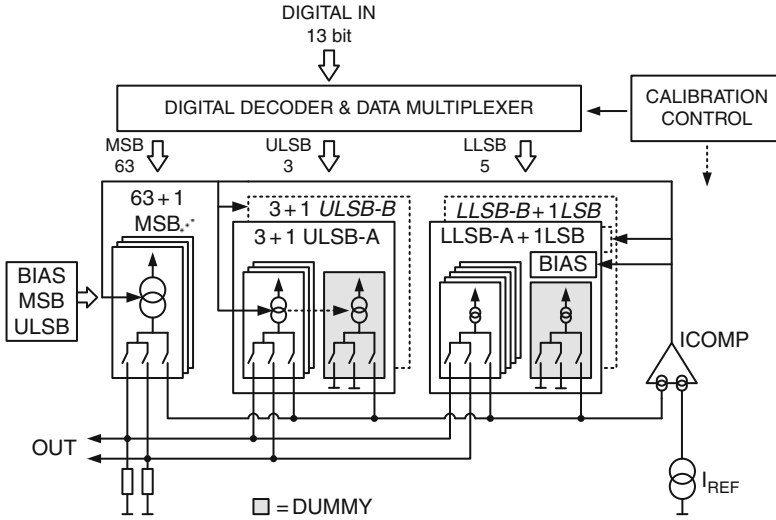 DIGITAL IN
13 bit
DIGITAL DECODER & DATA MULTIPLEXER
CALIBRATION
CONTROL
MSB
63
ULSB
3
LLSB
5
63+1
MSB
3+1 ULSB-B
3+1 ULSB-A
LLSB-B+1LSB
LLSB-A+1LSB
BIAS
BIAS
MSB
ULSB
ICOMP
OUT
IREF
= DUMMY